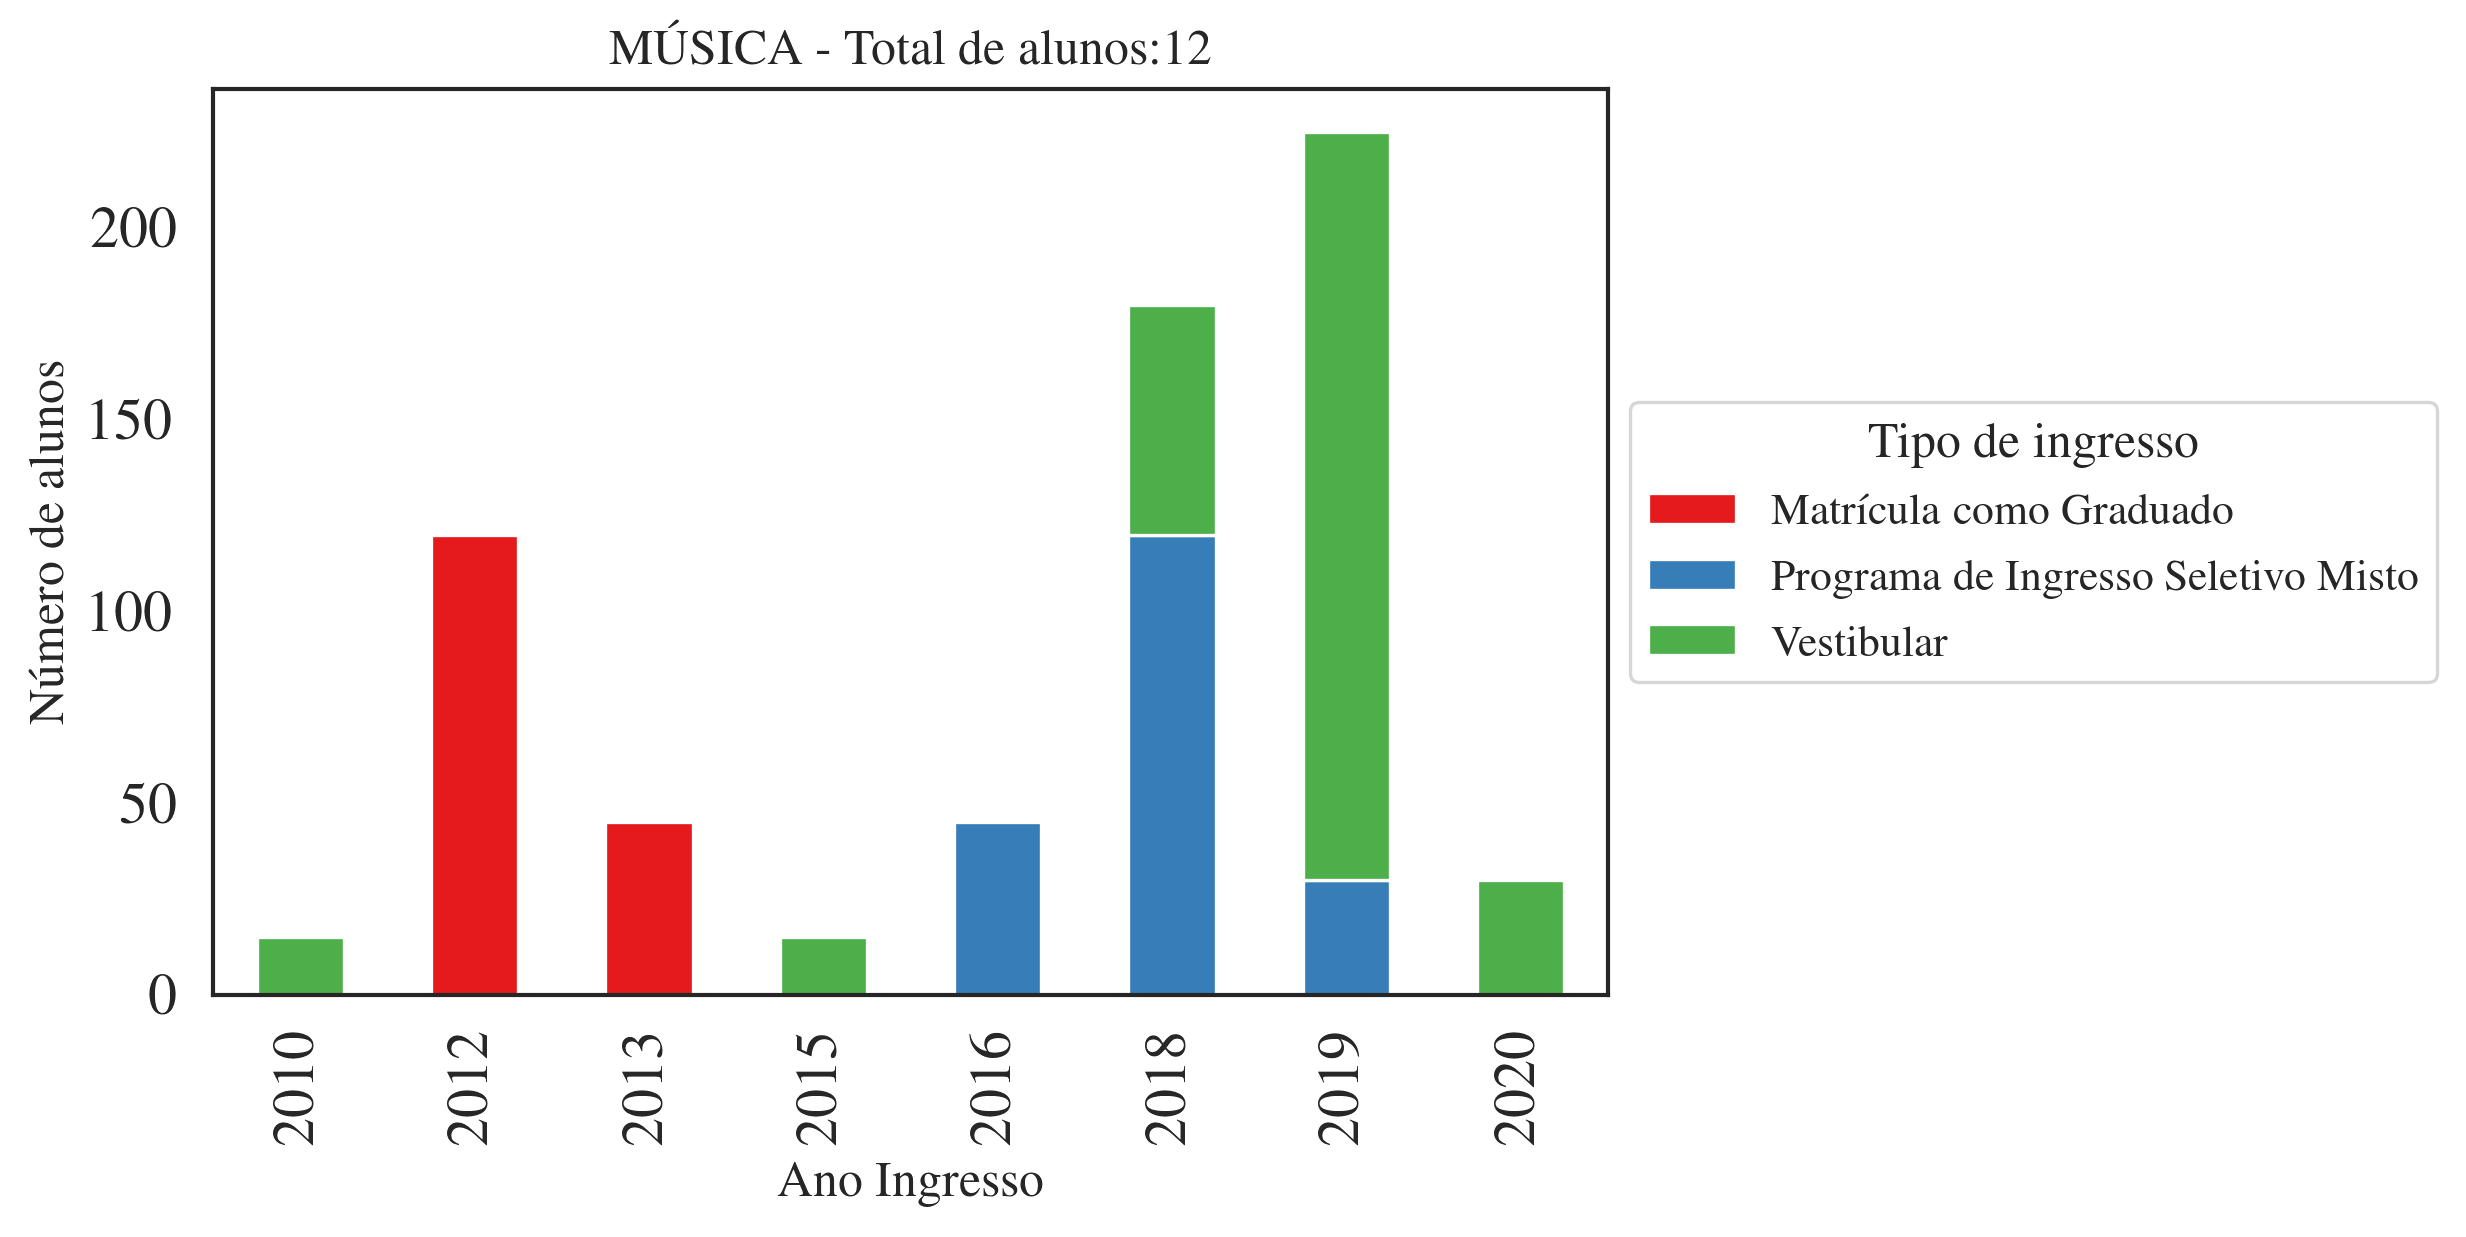 MÚSICA - Total de alunos:12
Número de alunos
200
150
100
50
0
2010
2012
2013
2015
2016
2018
2019
2020
Ano Ingresso
Tipo de ingresso
Matrícula como Graduado
Programa de Ingresso Seletivo Misto
Vestibular